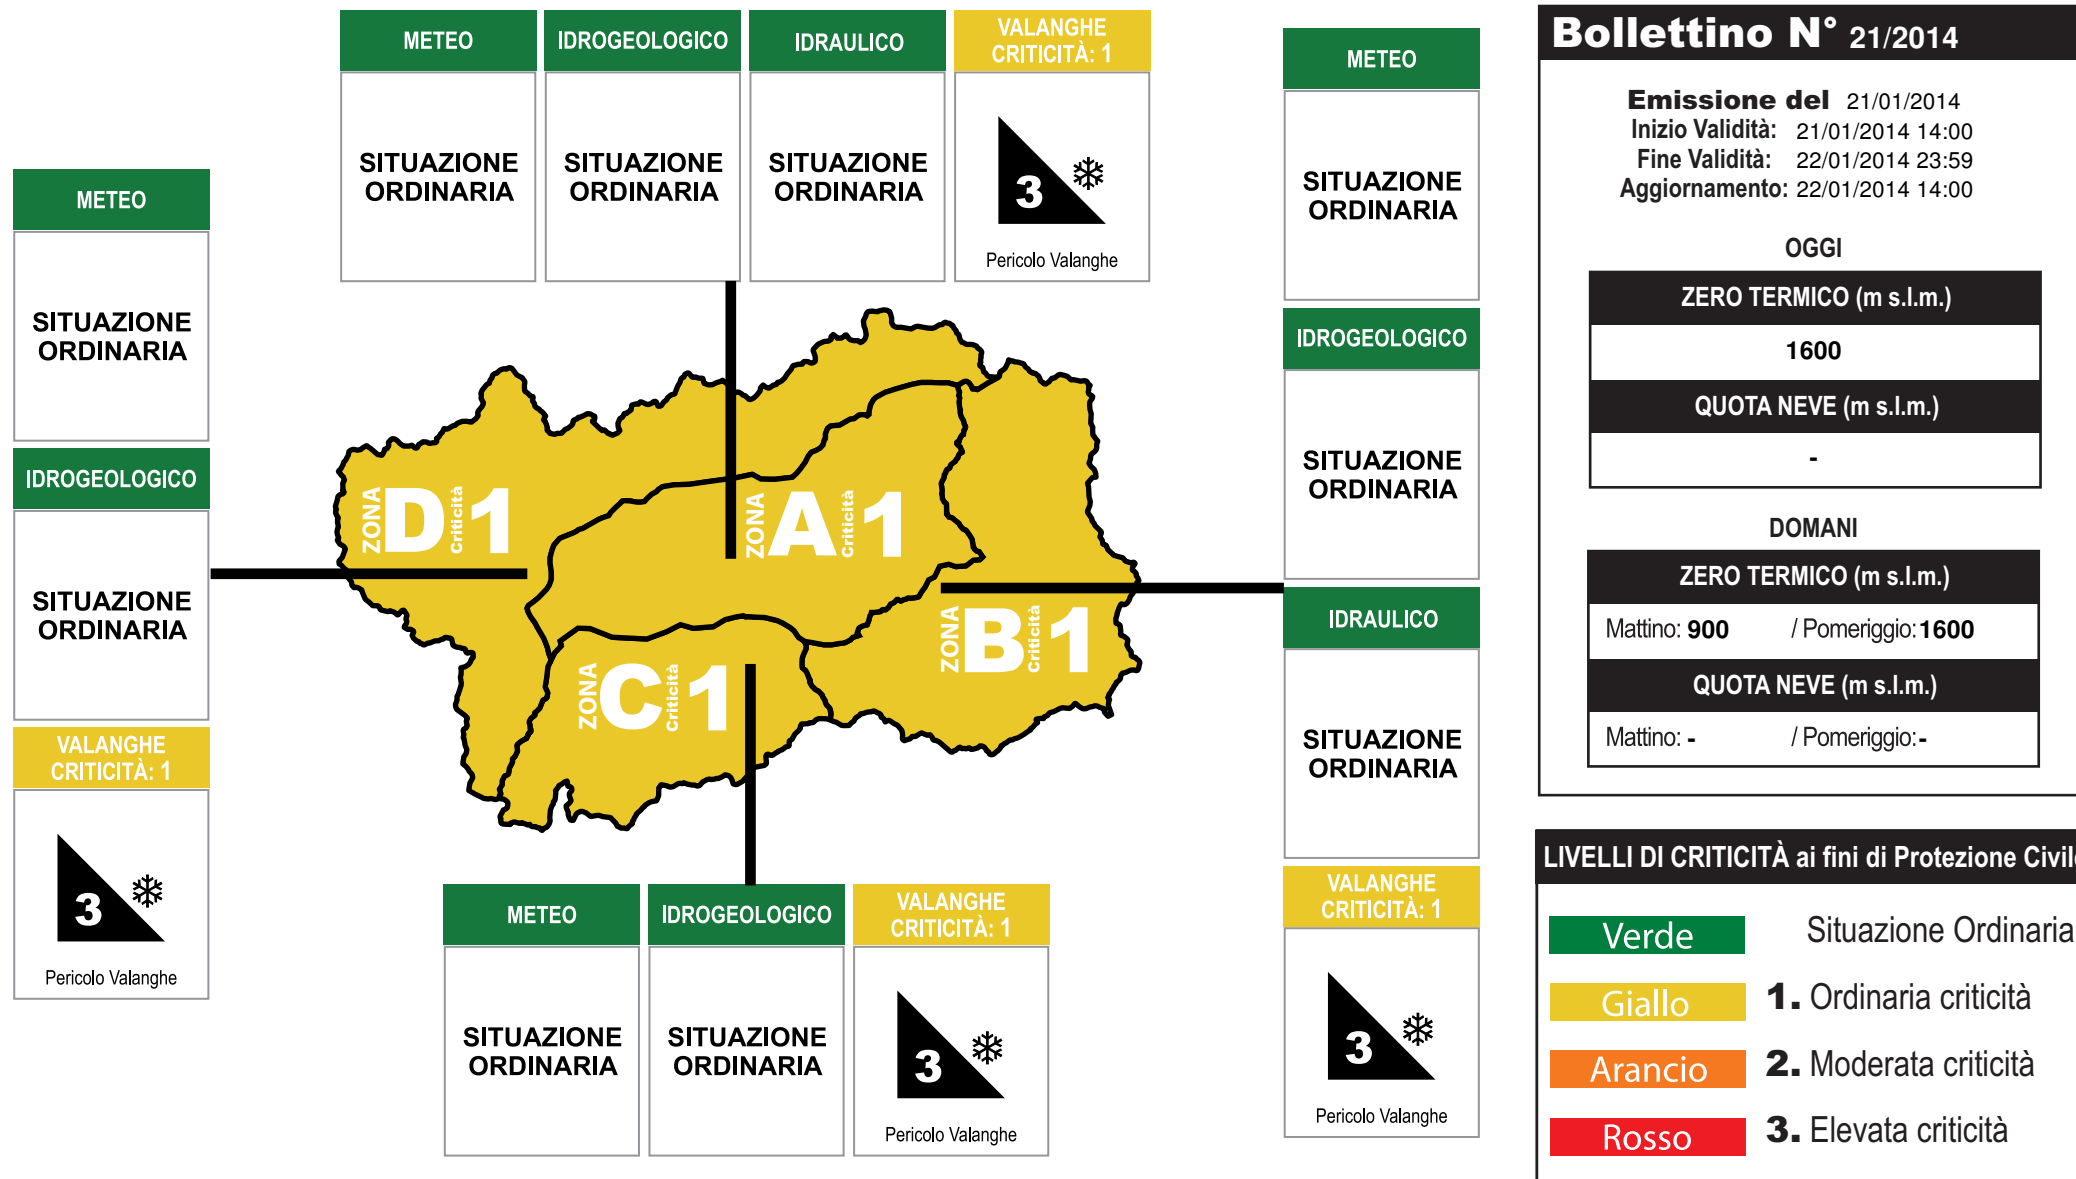 METEO
SITUAZIONE
ORDINARIA
IDROGEOLOGICO
SITUAZIONE
ORDINARIA
IDRAULICO
SITUAZIONE
ORDINARIA
VALANGHE
CRITICITÀ: 1
3
Pericolo Valanghe
METEO
SITUAZIONE
ORDINARIA
IDROGEOLOGICO
SITUAZIONE
ORDINARIA
VALANGHE
CRITICITÀ: 1
3
Pericolo Valanghe
ZONA D Criticità 1
ZONA A Criticità 1
ZONA B Criticità 1
ZONA C Criticità 1
METEO
SITUAZIONE
ORDINARIA
IDROGEOLOGICO
SITUAZIONE
ORDINARIA
VALANGHE
CRITICITÀ: 1
3
Pericolo Valanghe
METEO
SITUAZIONE
ORDINARIA
IDROGEOLOGICO
SITUAZIONE
ORDINARIA
IDRAULICO
SITUAZIONE
ORDINARIA
VALANGHE
CRITICITÀ: 1
3
Pericolo Valanghe
Bollettino N° 21/2014
Emissione del 21/01/2014
Inizio Validità: 21/01/2014 14:00
Fine Validità: 22/01/2014 23:59
Aggiornamento: 22/01/2014 14:00
OGGI
ZERO TERMICO (m s.l.m.)
1600
QUOTA NEVE (m s.l.m.)
-
DOMANI
ZERO TERMICO (m s.l.m.)
Mattino: 900 / Pomeriggio: 1600
QUOTA NEVE (m s.l.m.)
Mattino: - / Pomeriggio: -
LIVELLI DI CRITICITÀ ai fini di Protezione Civile
Verde Situazione Ordinaria
Giallo 1. Ordinaria criticità
Arancio 2. Moderata criticità
Rosso 3. Elevata criticità